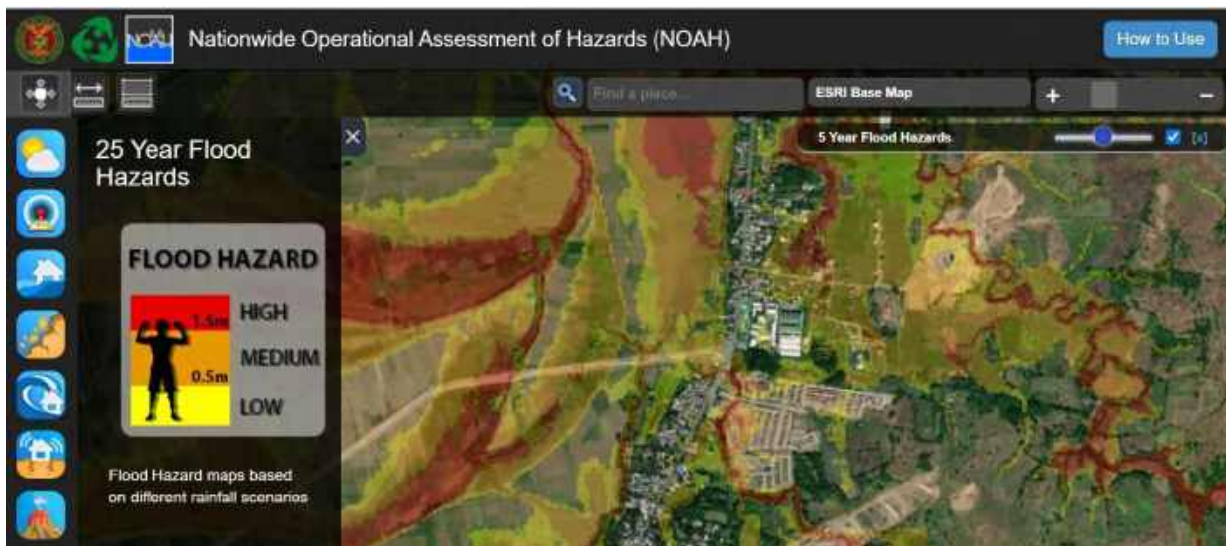 NOAH
Nationwide Operational Assessment of Hazards (NOAH)
How to Use
Find a place...
ESRI Base Map
+
−
25 Year Flood
Hazards
5 Year Flood Hazards
[x]
FLOOD HAZARD
HIGH
1.5m
MEDIUM
0.5m
LOW
Flood Hazard maps based
on different rainfall scenarios